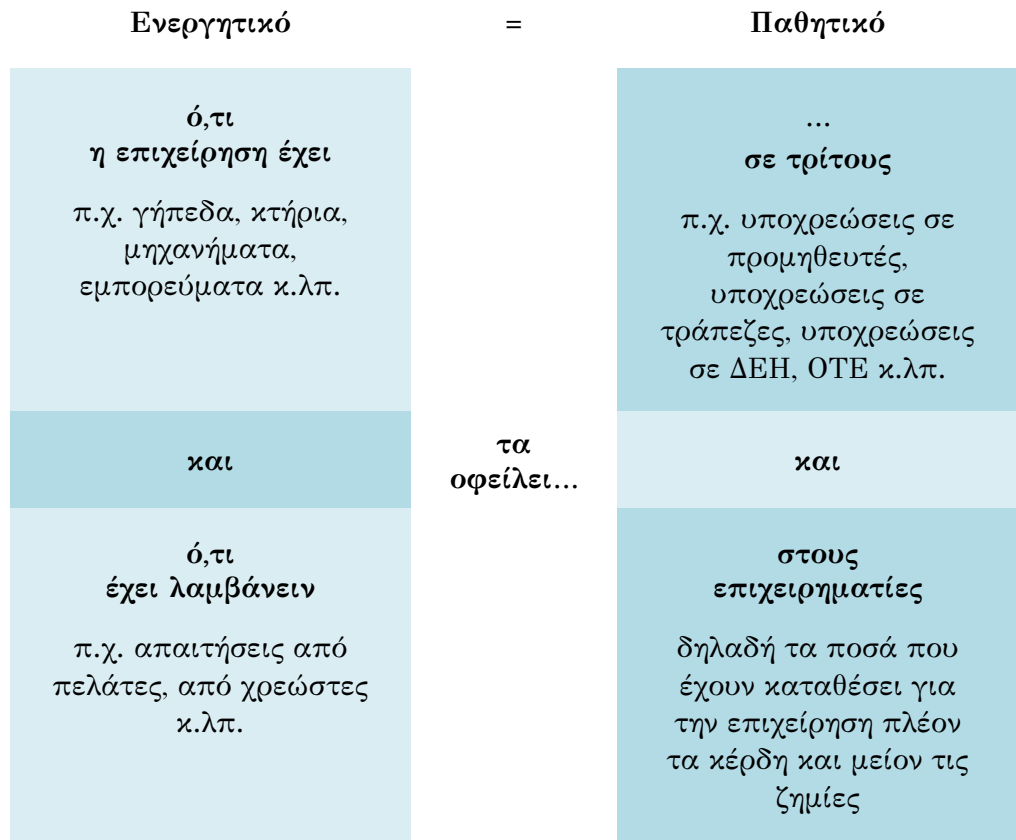 Ενεργητικό = Παθητικό
ό,τι
η επιχείρηση έχει
π.χ. γήπεδα, κτήρια,
μηχανήματα,
εμπορεύματα κ.λπ.
και
ό,τι
έχει λαμβάνειν
π.χ. απαιτήσεις από
πελάτες, από χρεώστες
κ.λπ.
τα
οφείλει...
...
σε τρίτους
π.χ. υποχρεώσεις σε
προμηθευτές,
υποχρεώσεις σε
τράπεζες, υποχρεώσεις
σε ΔΕΗ, ΟΤΕ κ.λπ.
και
στους
επιχειρηματίες
δηλαδή τα ποσά που
έχουν καταθέσει για
την επιχείρηση πλέον
τα κέρδη και μείον τις
ζημίες